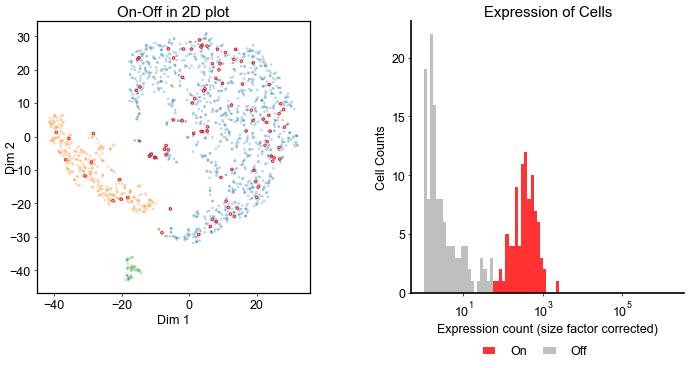 On-Off in 2D plot
Dim 2
30
20
10
0
−10
−20
−30
−40
−40
−20
0
20
Dim 1
Expression of Cells
Cell Counts
20
15
10
5
0
10^1
10^3
10^5
Expression count (size factor corrected)
On
Off